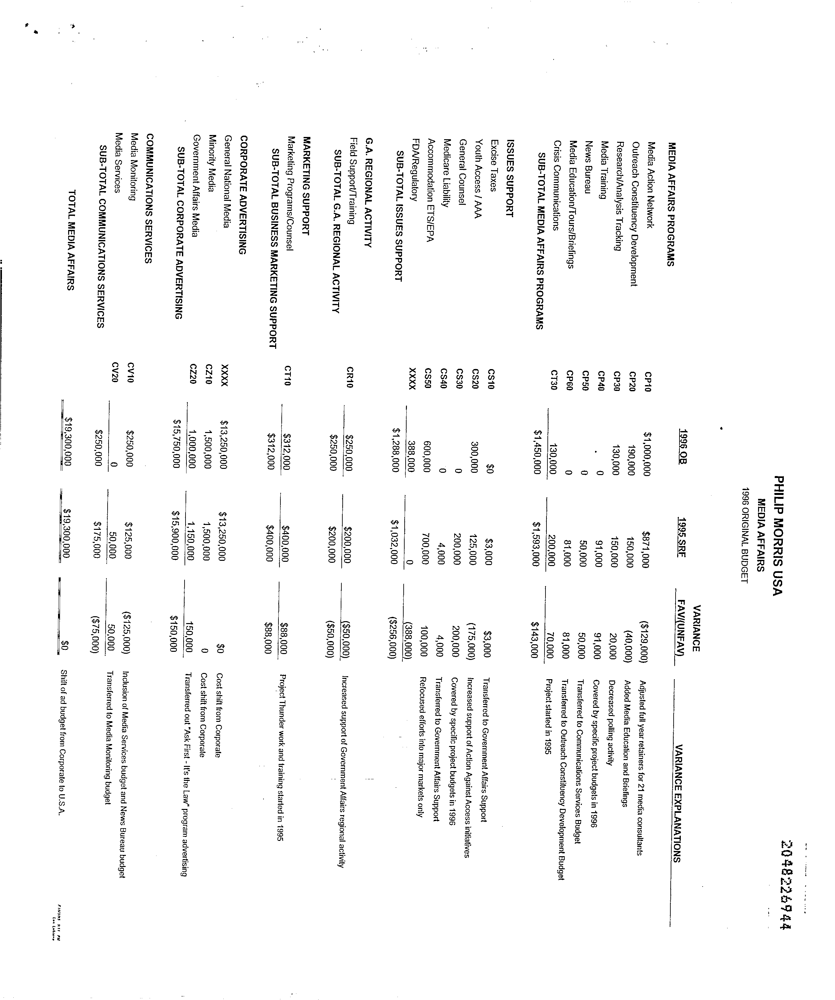 2048226944
PHILIP MORRIS USA
MEDIA AFFAIRS
1996 ORIGINAL BUDGET
VARIANCE
1996 OB 1995 SRF FAV/(UNFAV) VARIANCE EXPLANATIONS
MEDIA AFFAIRS PROGRAMS
Media Action Network CP10 $1,000,000 $871,000 ($129,000) Adjusted full year retainers for 21 media consultants
Outreach Constituency Development CP20 190,000 150,000 (40,000) Added Media Education and Briefings
Research/Analysis Tracking CP30 130,000 150,000 20,000 Decreased polling activity
Media Training CP40 0 91,000 91,000 Covered by specific project budgets in 1996
News Bureau CP50 0 50,000 50,000 Transferred to Communications Services Budget
Media Education/Tours/Briefings CP60 0 81,000 81,000 Transferred to Outreach Constituency Development Budget
Crisis Communications CT30 130,000 200,000 70,000 Project started in 1995
SUB-TOTAL MEDIA AFFAIRS PROGRAMS $1,450,000 $1,593,000 $143,000
ISSUES SUPPORT
Excise Taxes CS10 $0 $3,000 $3,000 Transferred to Government Affairs Support
Youth Access / AAA CS20 300,000 125,000 (175,000) Increased support of Action Against Access initiatives
General Counsel CS30 0 200,000 200,000 Covered by specific project budgets in 1996
Medicare Liability CS40 0 4,000 4,000 Transferred to Government Affairs Support
Accommodation ETS/EPA CS50 600,000 700,000 100,000 Refocused efforts into major markets only
FDA/Regulatory XXXX 388,000 0 (388,000)
SUB-TOTAL ISSUES SUPPORT $1,288,000 $1,032,000 ($256,000)
G.A. REGIONAL ACTIVITY
Field Support/Training CR10 $250,000 $200,000 ($50,000) Increased support of Government Affairs regional activity
SUB-TOTAL G.A. REGIONAL ACTIVITY $250,000 $200,000 ($50,000)
MARKETING SUPPORT
Marketing Programs/Counsel CT10 $312,000 $400,000 $88,000 Project Thunder work and training started in 1995
SUB-TOTAL BUSINESS MARKETING SUPPORT $312,000 $400,000 $88,000
CORPORATE ADVERTISING
General National Media XXXX $13,250,000 $13,250,000 $0 Cost shift from Corporate
Minority Media CZ10 1,500,000 1,500,000 0 Cost shift from Corporate
Government Affairs Media CZ20 1,000,000 1,150,000 150,000 Transferred out "Ask First - It's the Law" program advertising
SUB-TOTAL CORPORATE ADVERTISING $15,750,000 $15,900,000 $150,000
COMMUNICATIONS SERVICES
Media Monitoring CV10 $250,000 $125,000 ($125,000) Inclusion of Media Services budget and News Bureau budget
Media Services CV20 0 50,000 50,000 Transferred to Media Monitoring budget
SUB-TOTAL COMMUNICATIONS SERVICES $250,000 $175,000 ($75,000)
TOTAL MEDIA AFFAIRS $19,300,000 $19,300,000 $0 Shift of ad budget from Corporate to U.S.A.